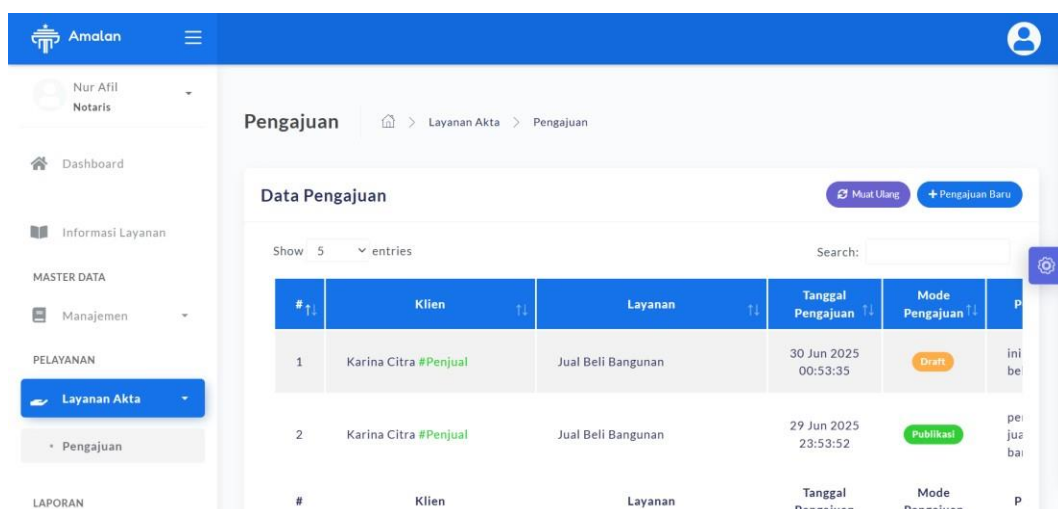 Amalan
Nur Afil
Notaris
Dashboard
Informasi Layanan
MASTER DATA
Manajemen
PELAYANAN
Layanan Akta
Pengajuan
LAPORAN
Pengajuan
> Layanan Akta > Pengajuan
Data Pengajuan
Muat Ulang
+ Pengajuan Baru
Show 5 entries
Search:
# Klien Layanan Tanggal Pengajuan Mode Pengajuan P
1 Karina Citra #Penjual Jual Beli Bangunan 30 Jun 2025 00:53:35 Draft ini
2 Karina Citra #Penjual Jual Beli Bangunan 29 Jun 2025 23:53:52 Publikasi
# Klien Layanan Tanggal Pengajuan Mode Pengajuan P